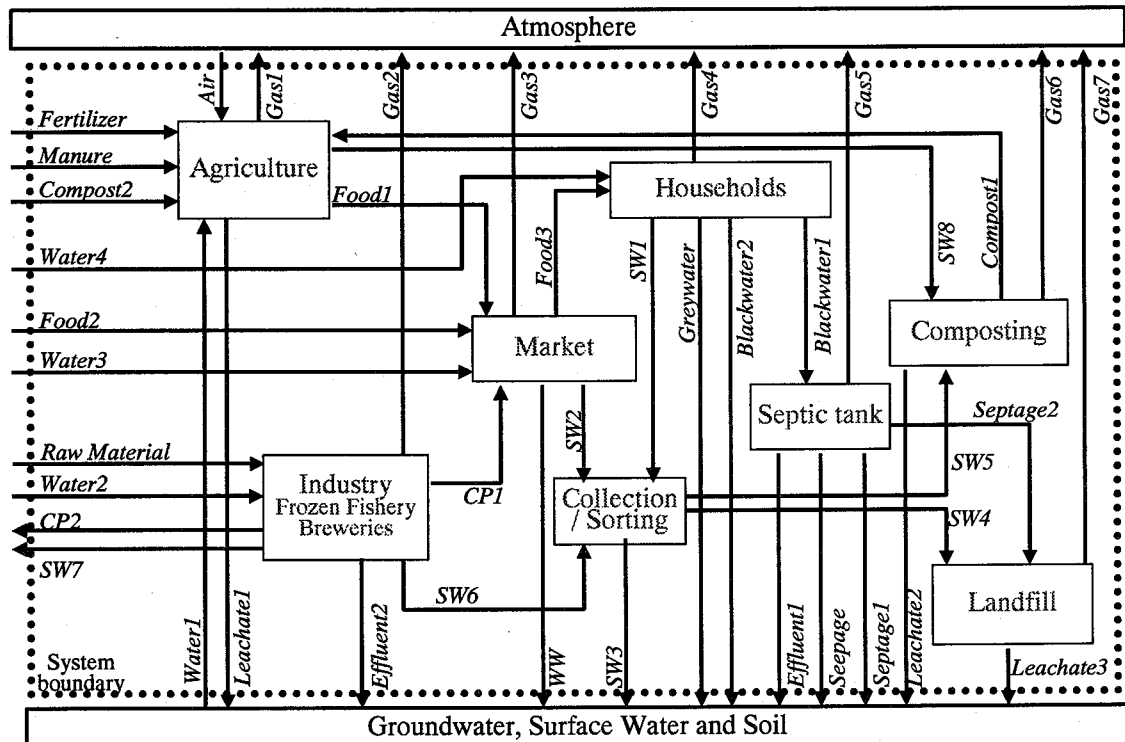 Atmosphere
Air
Gas1
Gas2
Gas3
Gas4
Gas5
Gas6
Gas7
Fertilizer
Manure
Compost2
Agriculture
Food1
Households
Water4
Food3
SW1
Greywater
Blackwater2
Blackwater1
SW8
Compost1
Food2
Water3
Market
Composting
Septic tank
Septage2
SW2
Raw Material
Water2
CP2
SW7
Industry
Frozen Fishery
Breweries
CP1
Collection
/ Sorting
SW5
SW4
SW6
Landfill
System
boundary
Water1
Leachate1
Effluent2
WW
SW3
Effluent1
Seepage
Septage1
Leachate2
Leachate3
Groundwater, Surface Water and Soil